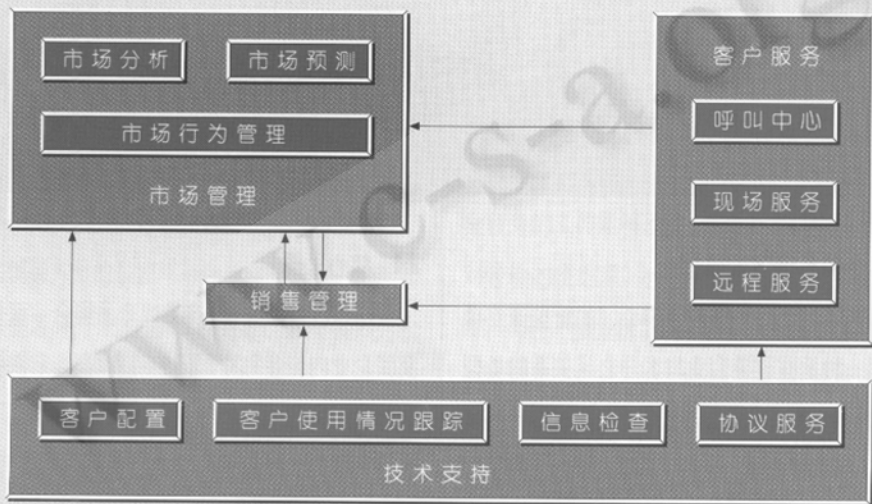 市场分析 市场预测
市场行为管理
市场管理
客户服务
呼叫中心
现场服务
远程服务
销售管理
客户配置 客户使用情况跟踪 信息检查 协议服务
技术支持
www.c-s-a.org